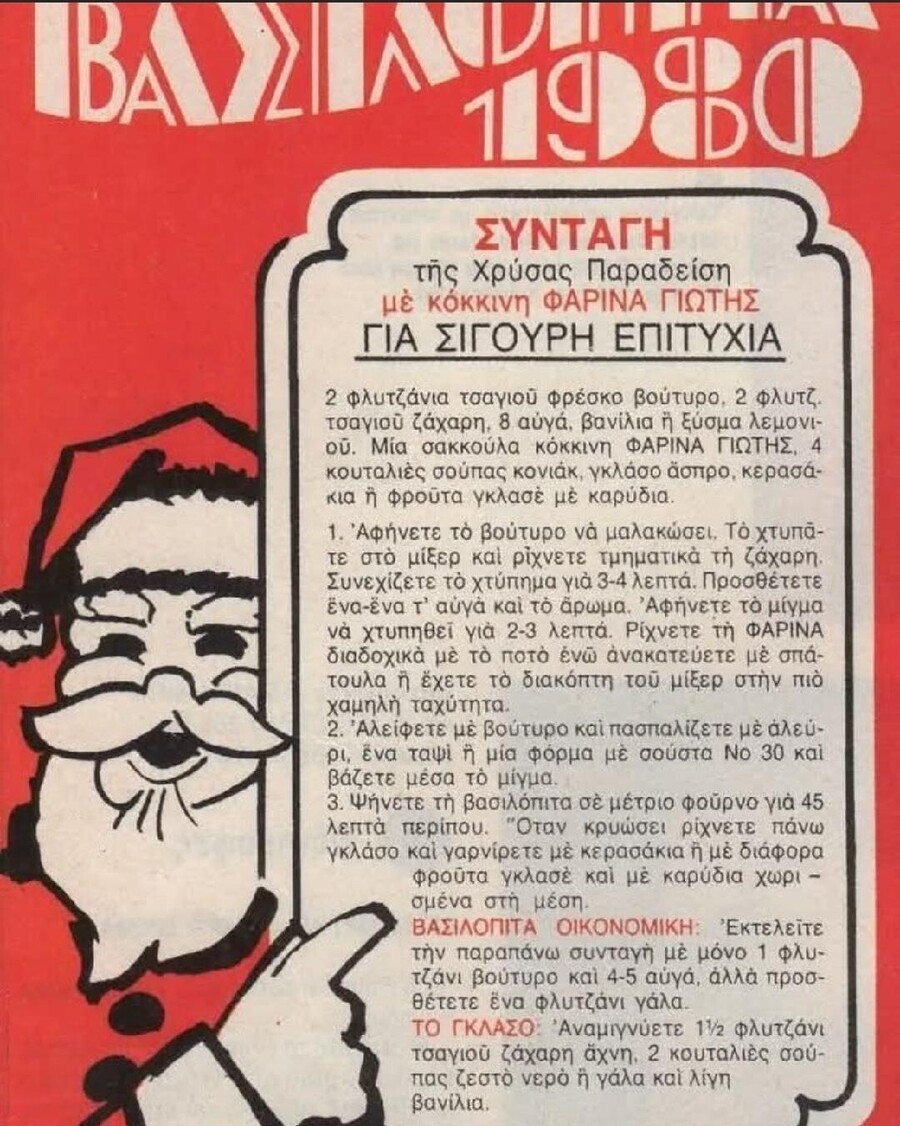 ΒΑΣΙΛΟΠΙΤΑ
1980
ΣΥΝΤΑΓΗ
τῆς Χρύσας Παραδείση
μὲ κόκκινη ΦΑΡΙΝΑ ΓΙΩΤΗΣ
ΓΙΑ ΣΙΓΟΥΡΗ ΕΠΙΤΥΧΙΑ
2 φλυτζάνια τσαγιοῦ φρέσκο βούτυρο, 2 φλυτζ.
τσαγιοῦ ζάχαρη, 8 αὐγά, βανίλια ἢ ξύσμα λεμονι-
οῦ. Μία σακκούλα κόκκινη ΦΑΡΙΝΑ ΓΙΩΤΗΣ, 4
κουταλιὲς σούπας κονιάκ, γκλάσο ἄσπρο, κερασά-
κια ἢ φροῦτα γκλασὲ μὲ καρύδια.
1. Ἀφήνετε τὸ βούτυρο νὰ μαλακώσει. Τὸ χτυπᾶ-
τε στὸ μίξερ καὶ ρίχνετε τμηματικὰ τὴ ζάχαρη.
Συνεχίζετε τὸ χτύπημα γιὰ 3-4 λεπτά. Προσθέτετε
ἕνα-ἕνα τ' αὐγὰ καὶ τὸ ἄρωμα. Ἀφήνετε τὸ μίγμα
νὰ χτυπηθεῖ γιὰ 2-3 λεπτά. Ρίχνετε τὴ ΦΑΡΙΝΑ
διαδοχικὰ μὲ τὸ ποτὸ ἐνῶ ἀνακατεύετε μὲ σπά-
τουλα ἢ ἔχετε τὸ διακόπτη τοῦ μίξερ στὴν πιὸ
χαμηλὴ ταχύτητα.
2. Ἀλείφετε μὲ βούτυρο καὶ πασπαλίζετε μὲ ἀλεύ-
ρι, ἕνα ταψὶ ἢ μία φόρμα μὲ σούστα Νο 30 καὶ
βάζετε μέσα τὸ μίγμα.
3. Ψήνετε τὴ βασιλόπιτα σὲ μέτριο φοῦρνο γιὰ 45
λεπτὰ περίπου. Ὅταν κρυώσει ρίχνετε πάνω
γκλάσο καὶ γαρνίρετε μὲ κερασάκια ἢ μὲ διάφορα
φροῦτα γκλασὲ καὶ μὲ καρύδια χωρι –
σμένα στὴ μέση.
ΒΑΣΙΛΟΠΙΤΑ ΟΙΚΟΝΟΜΙΚΗ: Ἐκτελεῖτε
τὴν παραπάνω συνταγὴ μὲ μόνο 1 φλυ-
τζάνι βούτυρο καὶ 4-5 αὐγά, ἀλλὰ προσ-
θέτετε ἕνα φλυτζάνι γάλα.
ΤΟ ΓΚΛΑΣΟ: Ἀναμιγνύετε 1½ φλυτζάνι
τσαγιοῦ ζάχαρη ἄχνη, 2 κουταλιὲς σού-
πας ζεστὸ νερὸ ἢ γάλα καὶ λίγη
βανίλια.